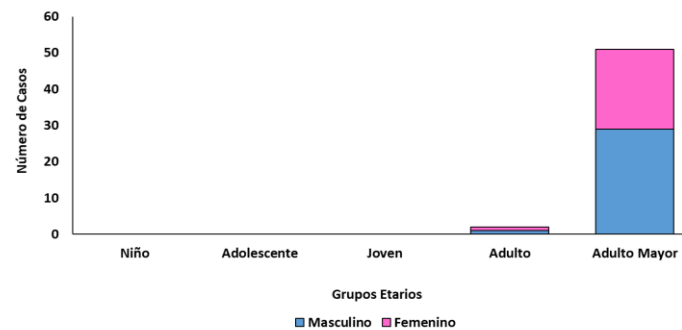 60
50
40
30
20
10
0
Número de Casos
Niño Adolescente Joven Adulto Adulto Mayor
Grupos Etarios
Masculino Femenino